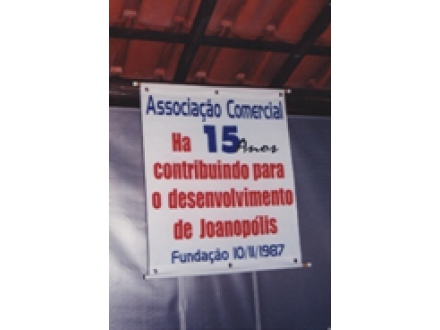 Associação Comercial
Ha 15 Anos
contribuindo para
o desenvolvimento
de Joanopólis
Fundação 10/11/1987